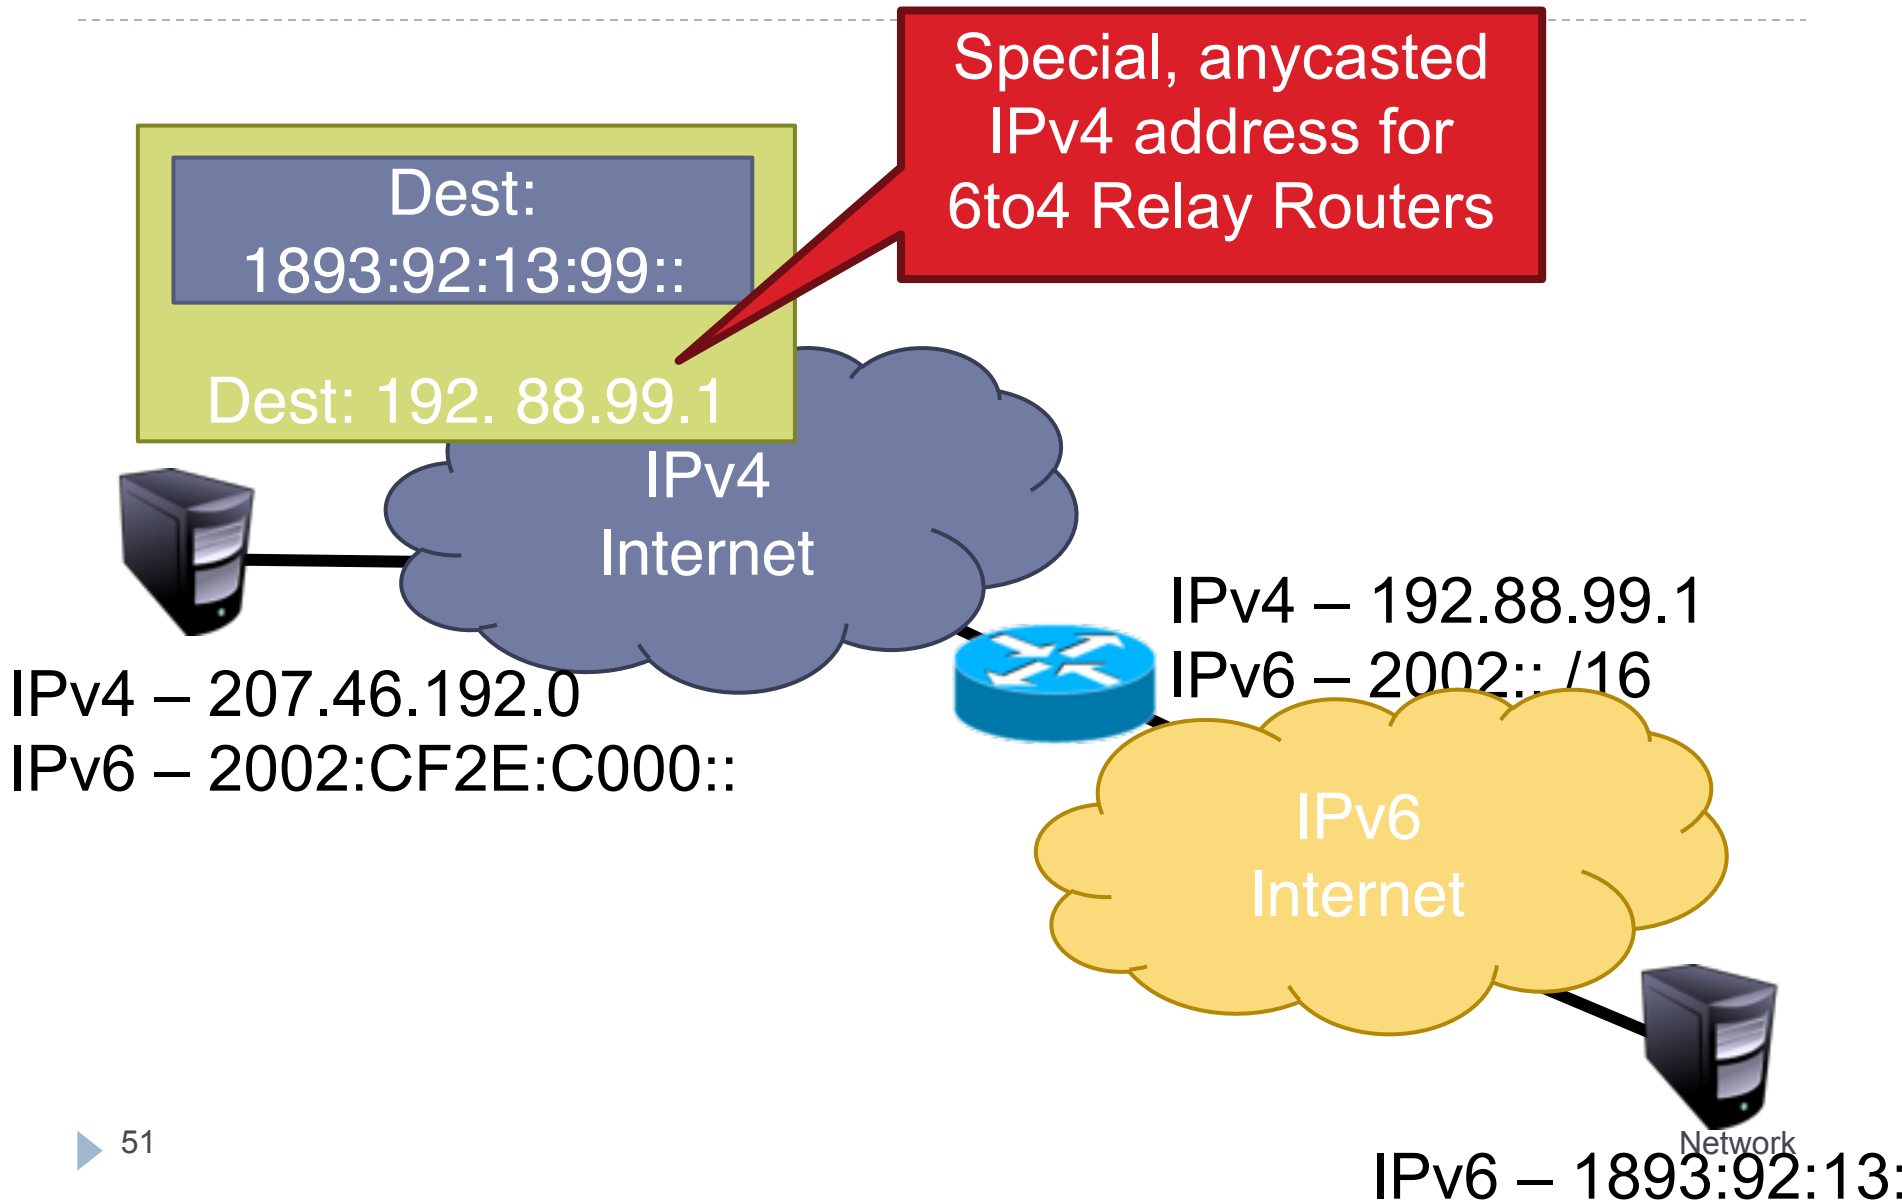 Special, anycasted
IPv4 address for
6to4 Relay Routers
Dest:
1893:92:13:99::
Dest: 192. 88.99.1
IPv4
Internet
IPv4 – 192.88.99.1
IPv6 – 2002:: /16
IPv4 – 207.46.192.0
IPv6 – 2002:CF2E:C000::
IPv6
Internet
51
Network
IPv6 – 1893:92:13: